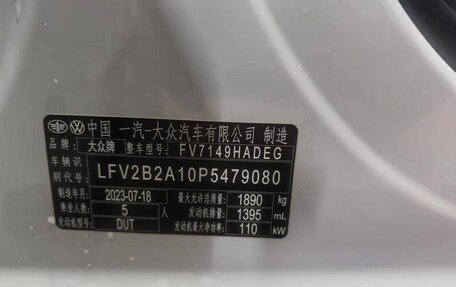 中国 一汽-大众汽车有限公司 制造
品牌: 大众牌 整车型号: FV7149HADEG
车辆识别代号: LFV2B2A10P5479080
制造年月 2023-07-18 最大允许总质量: 1890 kg
乘坐人数: 5 人 发动机排量: 1395 mL
发动机型号: DUT 发动机最大净功率: 110 kW